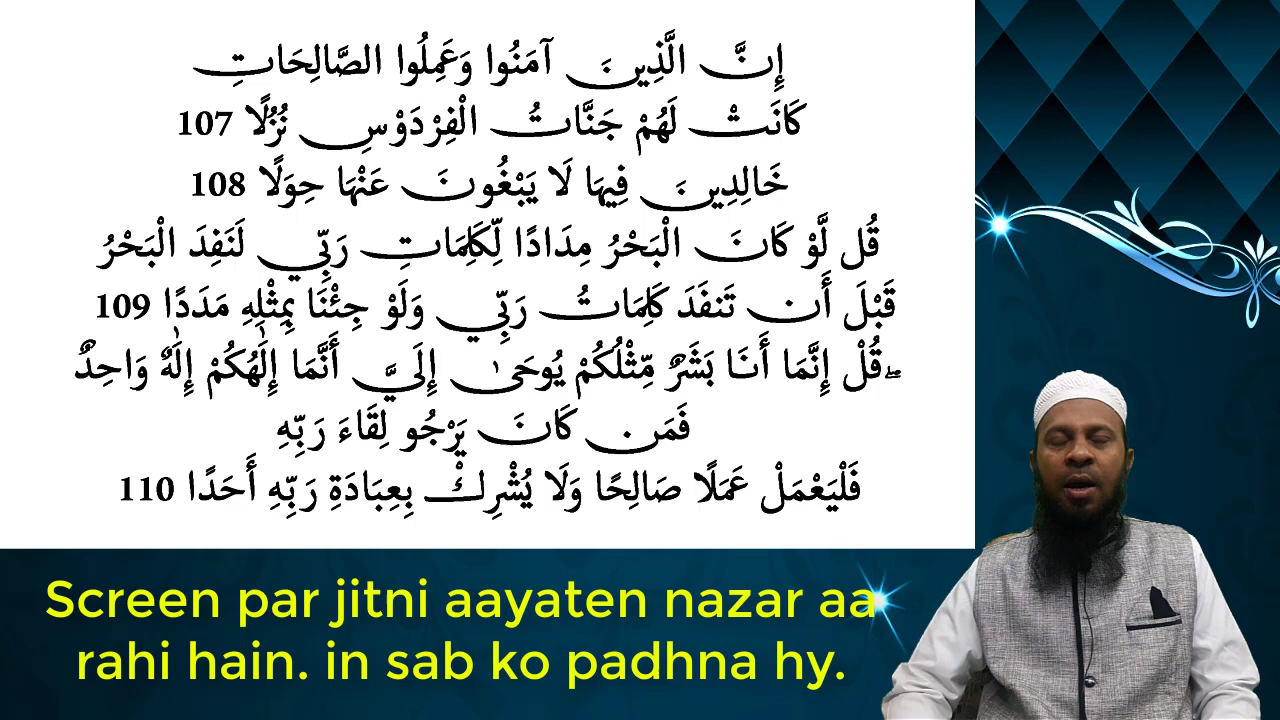 إِنَّ الَّذِينَ آمَنُوا وَعَمِلُوا الصَّالِحَاتِ
كَانَتْ لَهُمْ جَنَّاتُ الْفِرْدَوْسِ نُزُلًا 107
خَالِدِينَ فِيهَا لَا يَبْغُونَ عَنْهَا حِوَلًا 108
قُل لَّوْ كَانَ الْبَحْرُ مِدَادًا لِّكَلِمَاتِ رَبِّي لَنَفِدَ الْبَحْرُ
قَبْلَ أَن تَنفَدَ كَلِمَاتُ رَبِّي وَلَوْ جِئْنَا بِمِثْلِهِ مَدَدًا 109
قُلْ إِنَّمَا أَنَا بَشَرٌ مِّثْلُكُمْ يُوحَىٰ إِلَيَّ أَنَّمَا إِلَٰهُكُمْ إِلَٰهٌ وَاحِدٌ ۖ
فَمَن كَانَ يَرْجُو لِقَاءَ رَبِّهِ
فَلْيَعْمَلْ عَمَلًا صَالِحًا وَلَا يُشْرِكْ بِعِبَادَةِ رَبِّهِ أَحَدًا 110
Screen par jitni aayaten nazar aa
rahi hain. in sab ko padhna hy.